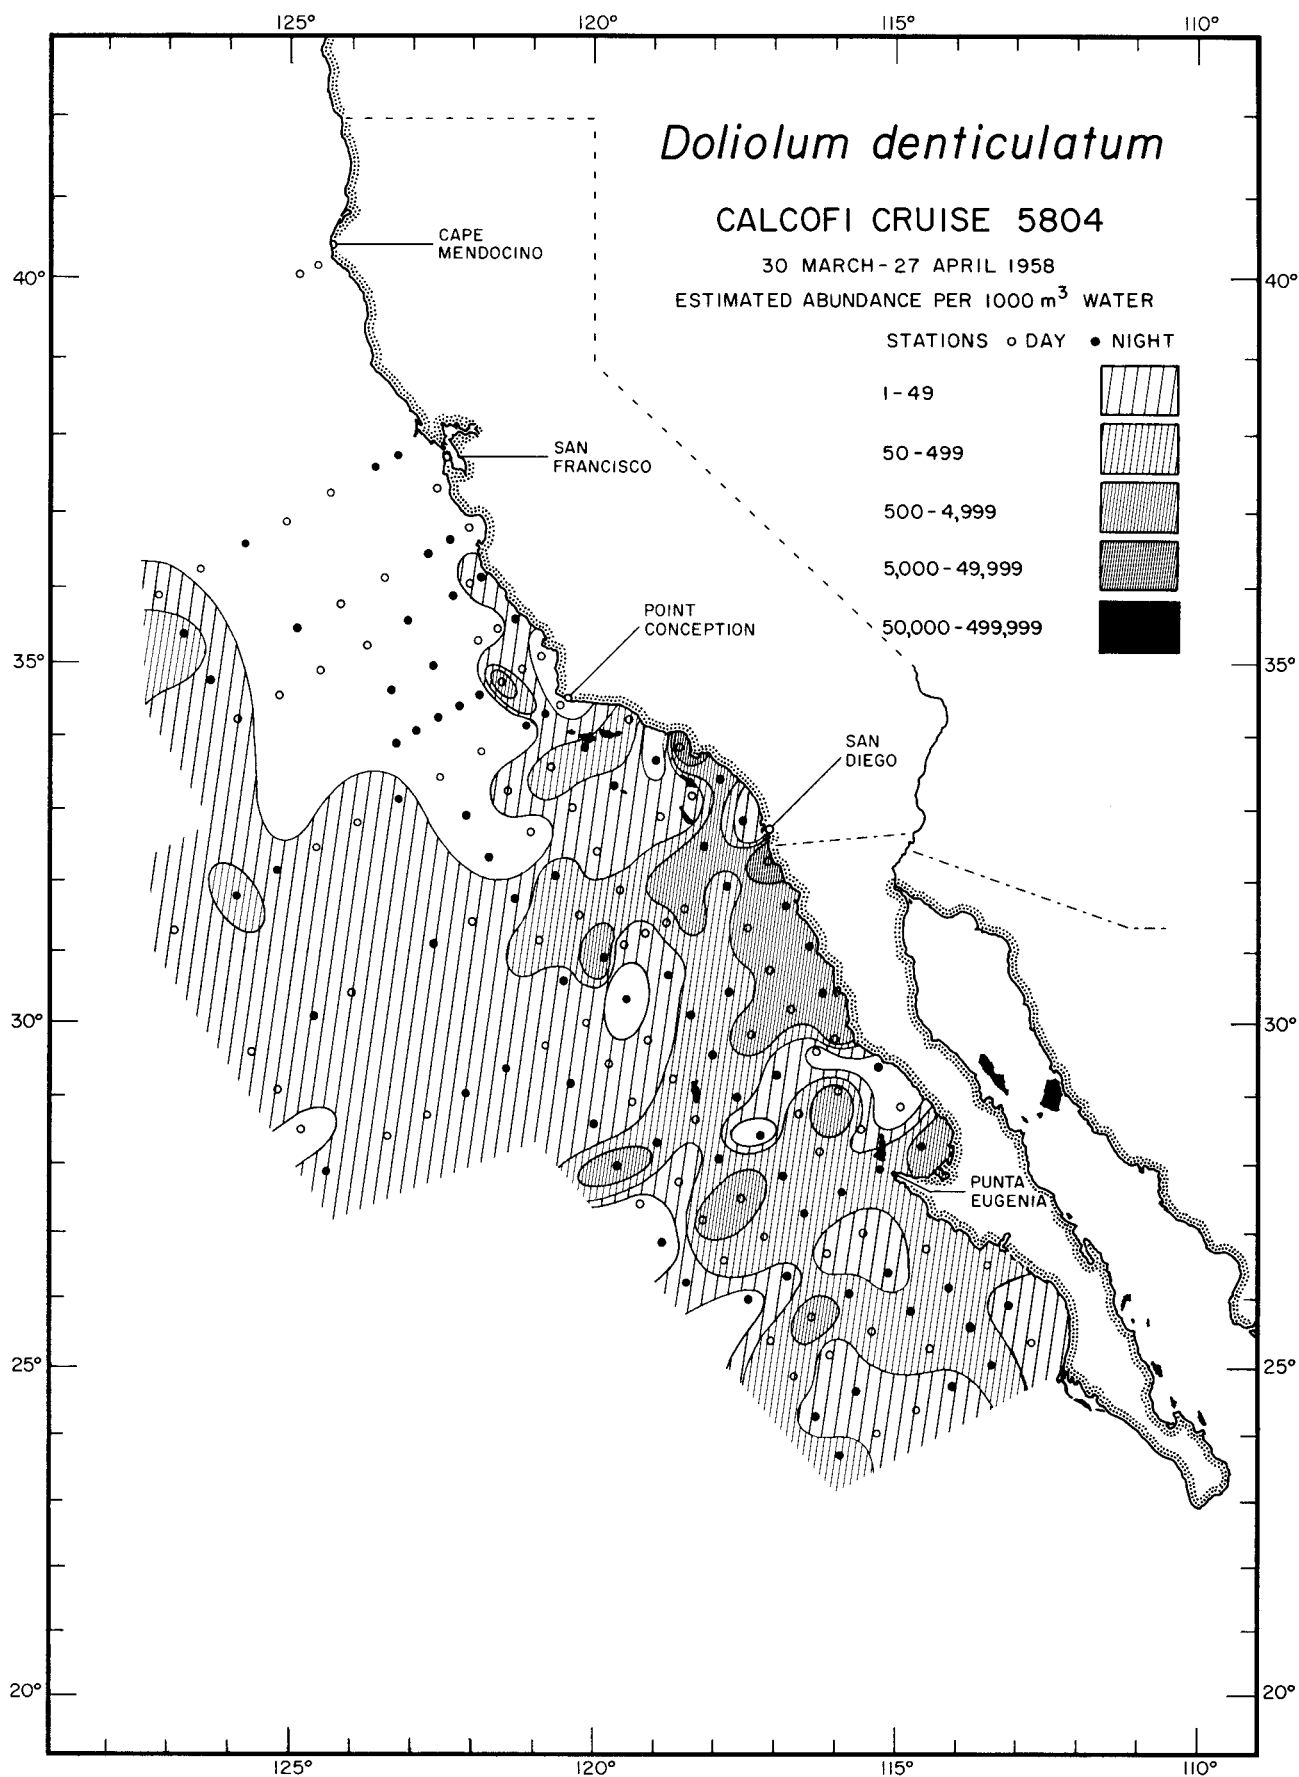 125° 120° 115° 110°
Doliolum denticulatum
CALCOFI CRUISE 5804
30 MARCH-27 APRIL 1958
ESTIMATED ABUNDANCE PER 1000 m³ WATER
STATIONS DAY NIGHT
1-49
50-499
500-4,999
5,000-49,999
50,000-499,999
CAPE
MENDOCINO
40° 40°
SAN
FRANCISCO
POINT
CONCEPTION
35° 35°
SAN
DIEGO
30° 30°
PUNTA
EUGENIA
25° 25°
20° 20°
125° 120° 115° 110°